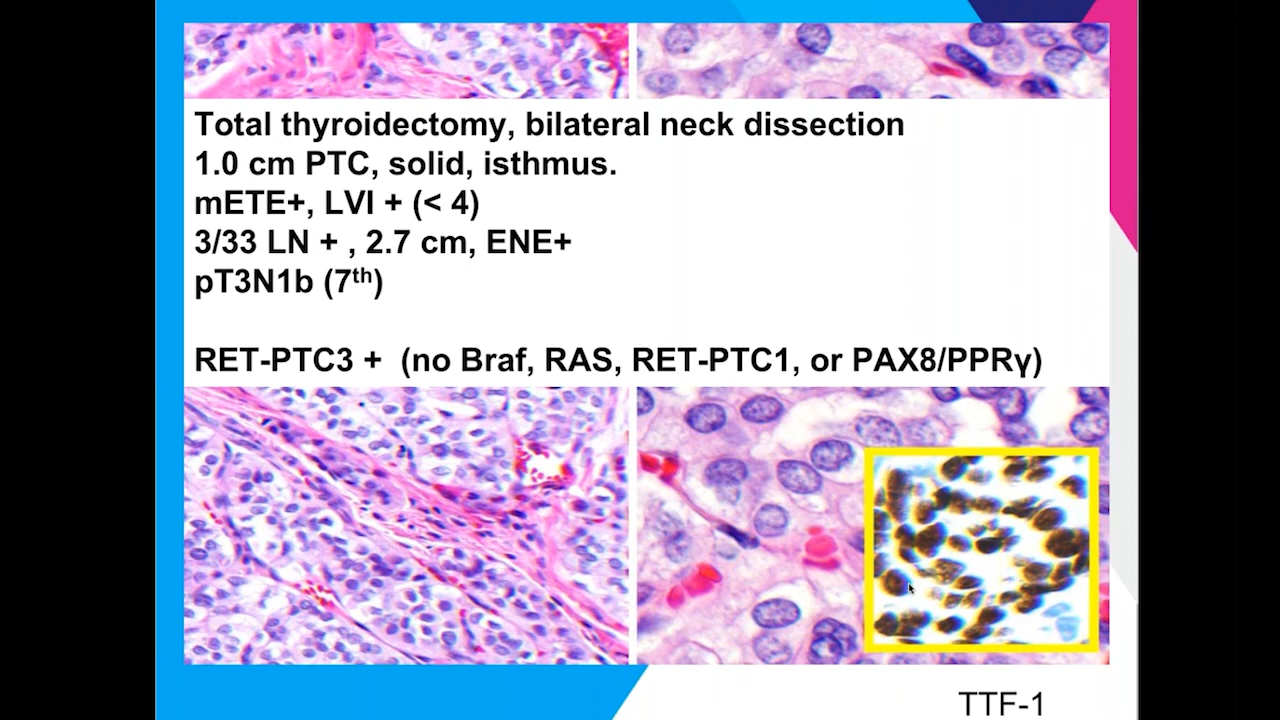 Total thyroidectomy, bilateral neck dissection
1.0 cm PTC, solid, isthmus.
mETE+, LVI + (< 4)
3/33 LN + , 2.7 cm, ENE+
pT3N1b (7th)
RET-PTC3 + (no Braf, RAS, RET-PTC1, or PAX8/PPRγ)
TTF-1